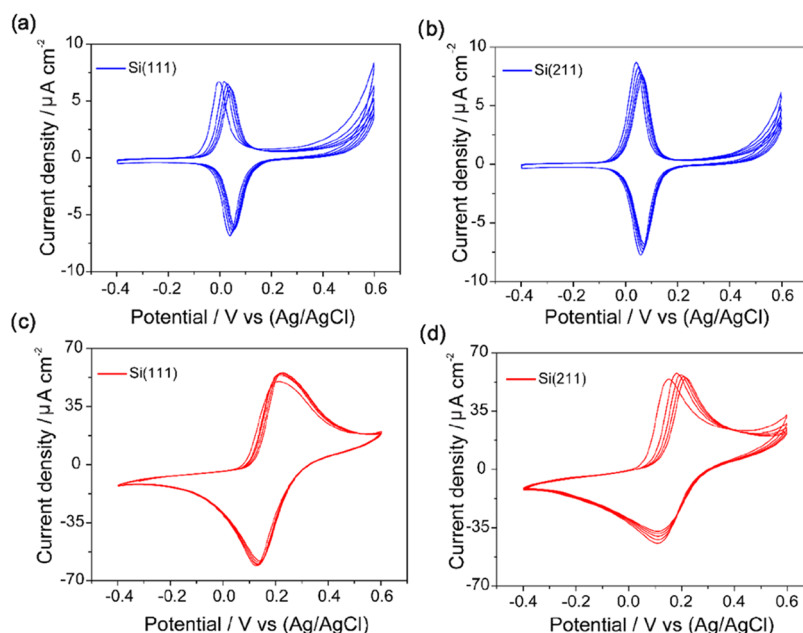 (a)
Si(111)
Current density / μA cm-2
10
5
0
-5
-10
-0.4 -0.2 0.0 0.2 0.4 0.6
Potential / V vs (Ag/AgCl)
(b)
Si(211)
Current density / μA cm-2
10
5
0
-5
-10
-0.4 -0.2 0.0 0.2 0.4 0.6
Potential / V vs (Ag/AgCl)
(c)
Si(111)
Current density / μA cm-2
70
35
0
-35
-70
-0.4 -0.2 0.0 0.2 0.4 0.6
Potential / V vs (Ag/AgCl)
(d)
Si(211)
Current density / μA cm-2
70
35
0
-35
-70
-0.4 -0.2 0.0 0.2 0.4 0.6
Potential / V vs (Ag/AgCl)